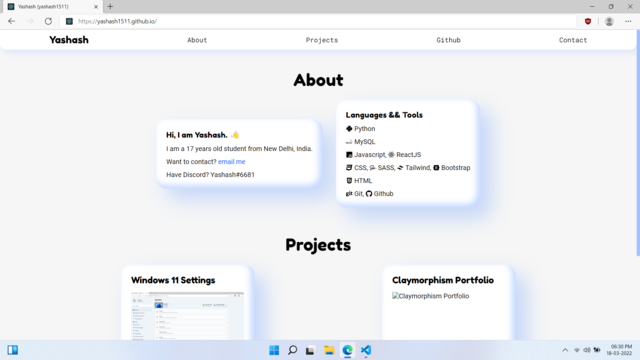 Yashash (yashash1511)
https://yashash1511.github.io/
Yashash
About
Projects
Github
Contact
About
Hi, I am Yashash. 👋
I am a 17 years old student from New Delhi, India.
Want to contact? email me
Have Discord? Yashash#6681
Languages && Tools
Python
MySQL
Javascript, ReactJS
CSS, SASS, Tailwind, Bootstrap
HTML
Git, Github
Projects
Windows 11 Settings
Claymorphism Portfolio
Claymorphism Portfolio
06:30 PM
18-03-2022